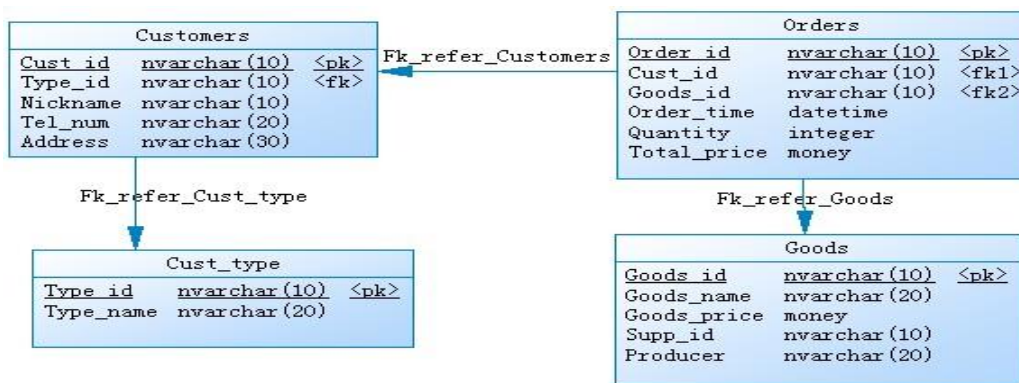 Customers
Cust_id nvarchar(10) <pk>
Type_id nvarchar(10) <fk>
Nickname nvarchar(10)
Tel_num nvarchar(20)
Address nvarchar(30)
Fk_refer_Customers
Orders
Order_id nvarchar(10) <pk>
Cust_id nvarchar(10) <fk1>
Goods_id nvarchar(10) <fk2>
Order_time datetime
Quantity integer
Total_price money
Fk_refer_Cust_type
Fk_refer_Goods
Cust_type
Type_id nvarchar(10) <pk>
Type_name nvarchar(20)
Goods
Goods_id nvarchar(10) <pk>
Goods_name nvarchar(20)
Goods_price money
Supp_id nvarchar(10)
Producer nvarchar(20)